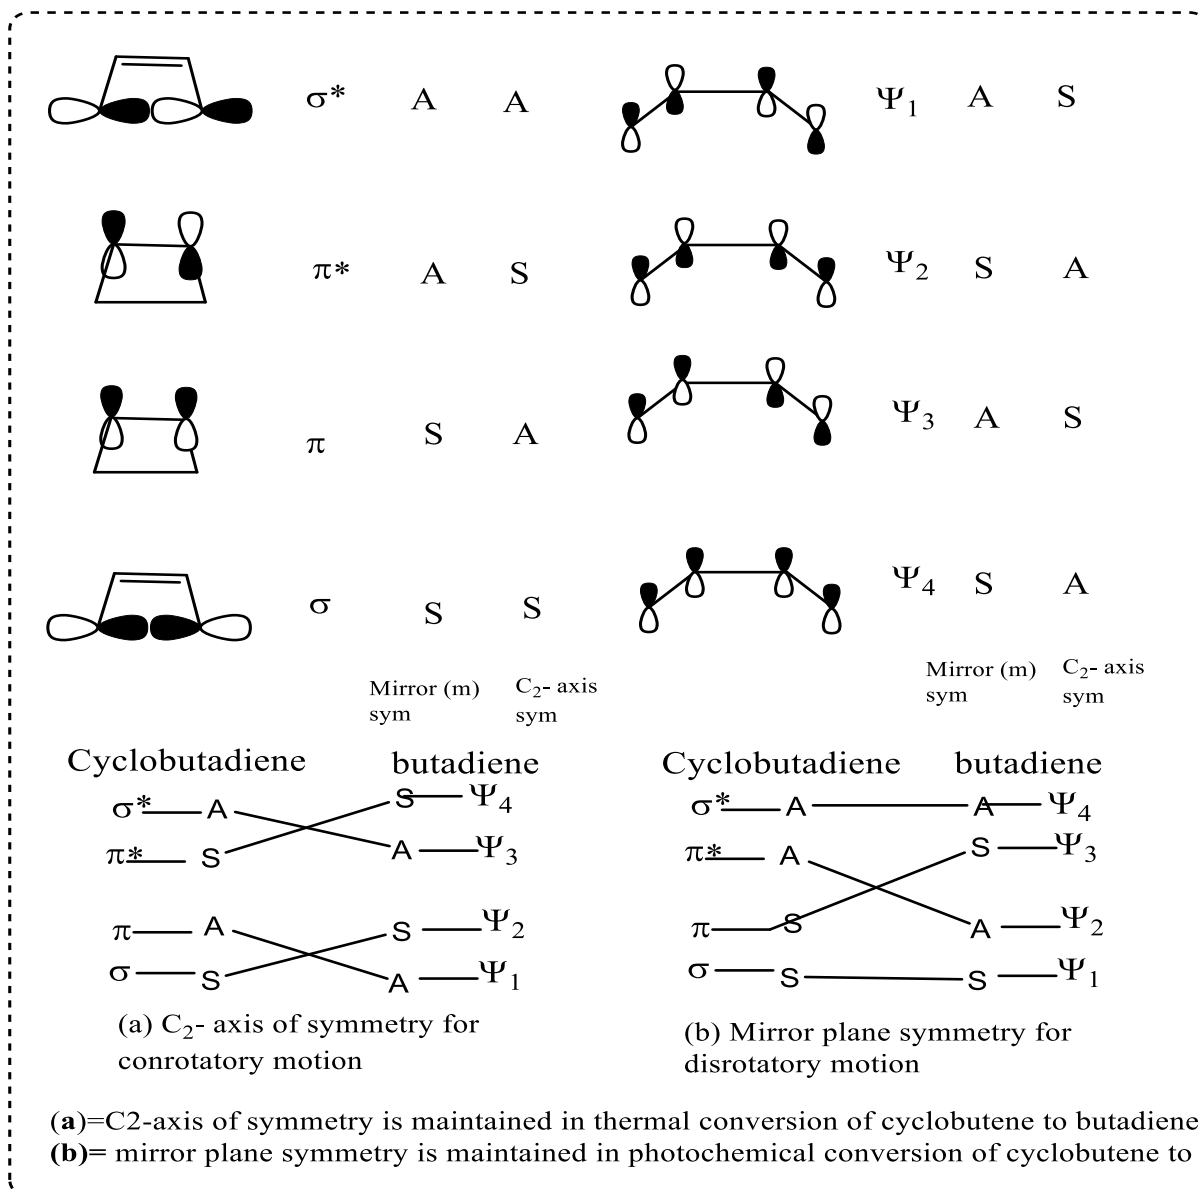 σ* A A Ψ1 A S
π* A S Ψ2 S A
π S A Ψ3 A S
σ S S Ψ4 S A
Mirror (m) sym
C2- axis sym
Mirror (m) sym
C2- axis sym
Cyclobutadiene butadiene
σ* A S Ψ4
π* S A Ψ3
π A S Ψ2
σ S A Ψ1
(a) C2- axis of symmetry for
conrotatory motion
Cyclobutadiene butadiene
σ* A A Ψ4
π* A S Ψ3
π S A Ψ2
σ S S Ψ1
(b) Mirror plane symmetry for
disrotatory motion
(a)=C2-axis of symmetry is maintained in thermal conversion of cyclobutene to butadiene
(b)= mirror plane symmetry is maintained in photochemical conversion of cyclobutene to